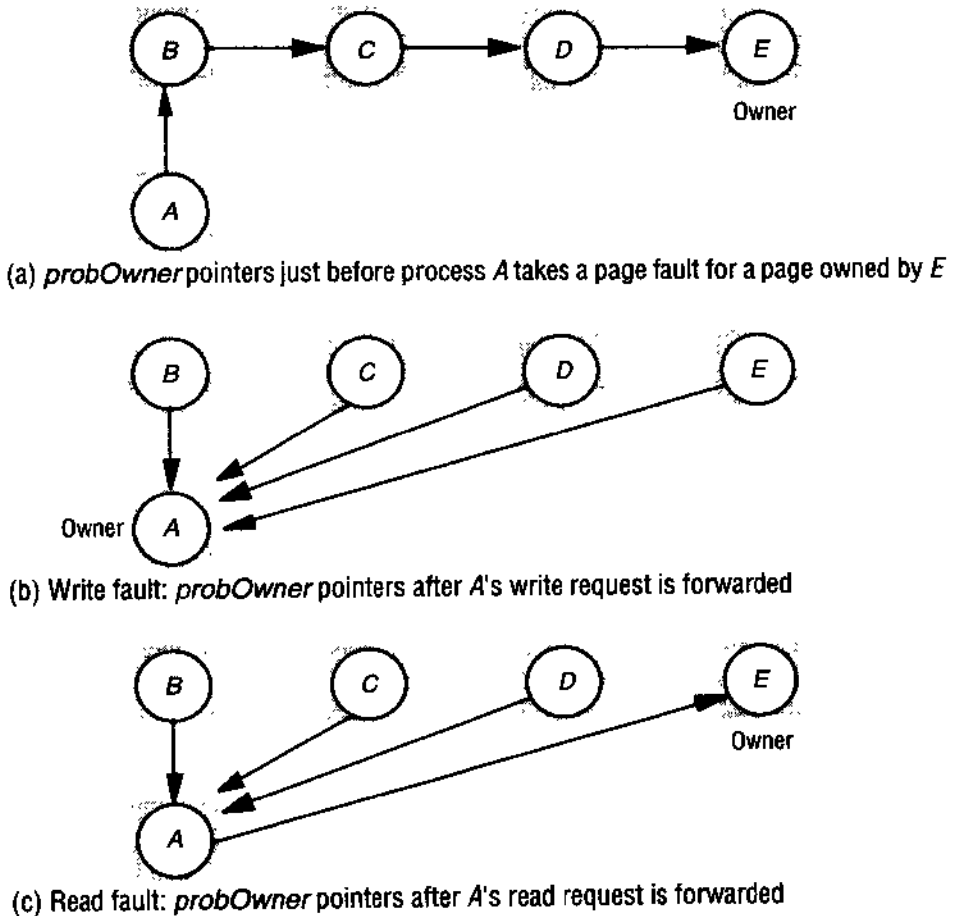 B C D E
Owner
A
(a) probOwner pointers just before process A takes a page fault for a page owned by E
B C D E
Owner A
(b) Write fault: probOwner pointers after A's write request is forwarded
B C D E
Owner
A
(c) Read fault: probOwner pointers after A's read request is forwarded